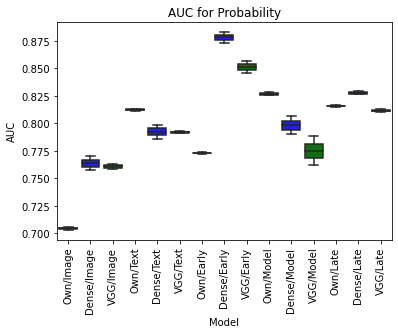 AUC for Probability
AUC
0.875
0.850
0.825
0.800
0.775
0.750
0.725
0.700
Own/Image
Dense/Image
VGG/Image
Own/Text
Dense/Text
VGG/Text
Own/Early
Dense/Early
VGG/Early
Own/Model
Dense/Model
VGG/Model
Own/Late
Dense/Late
VGG/Late
Model